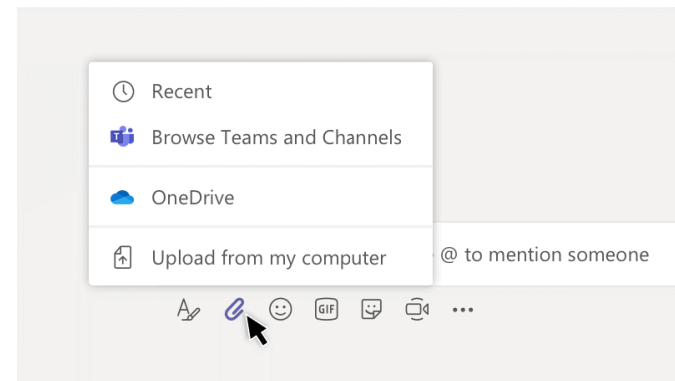 Recent
Browse Teams and Channels
OneDrive
Upload from my computer
@ to mention someone
GIF